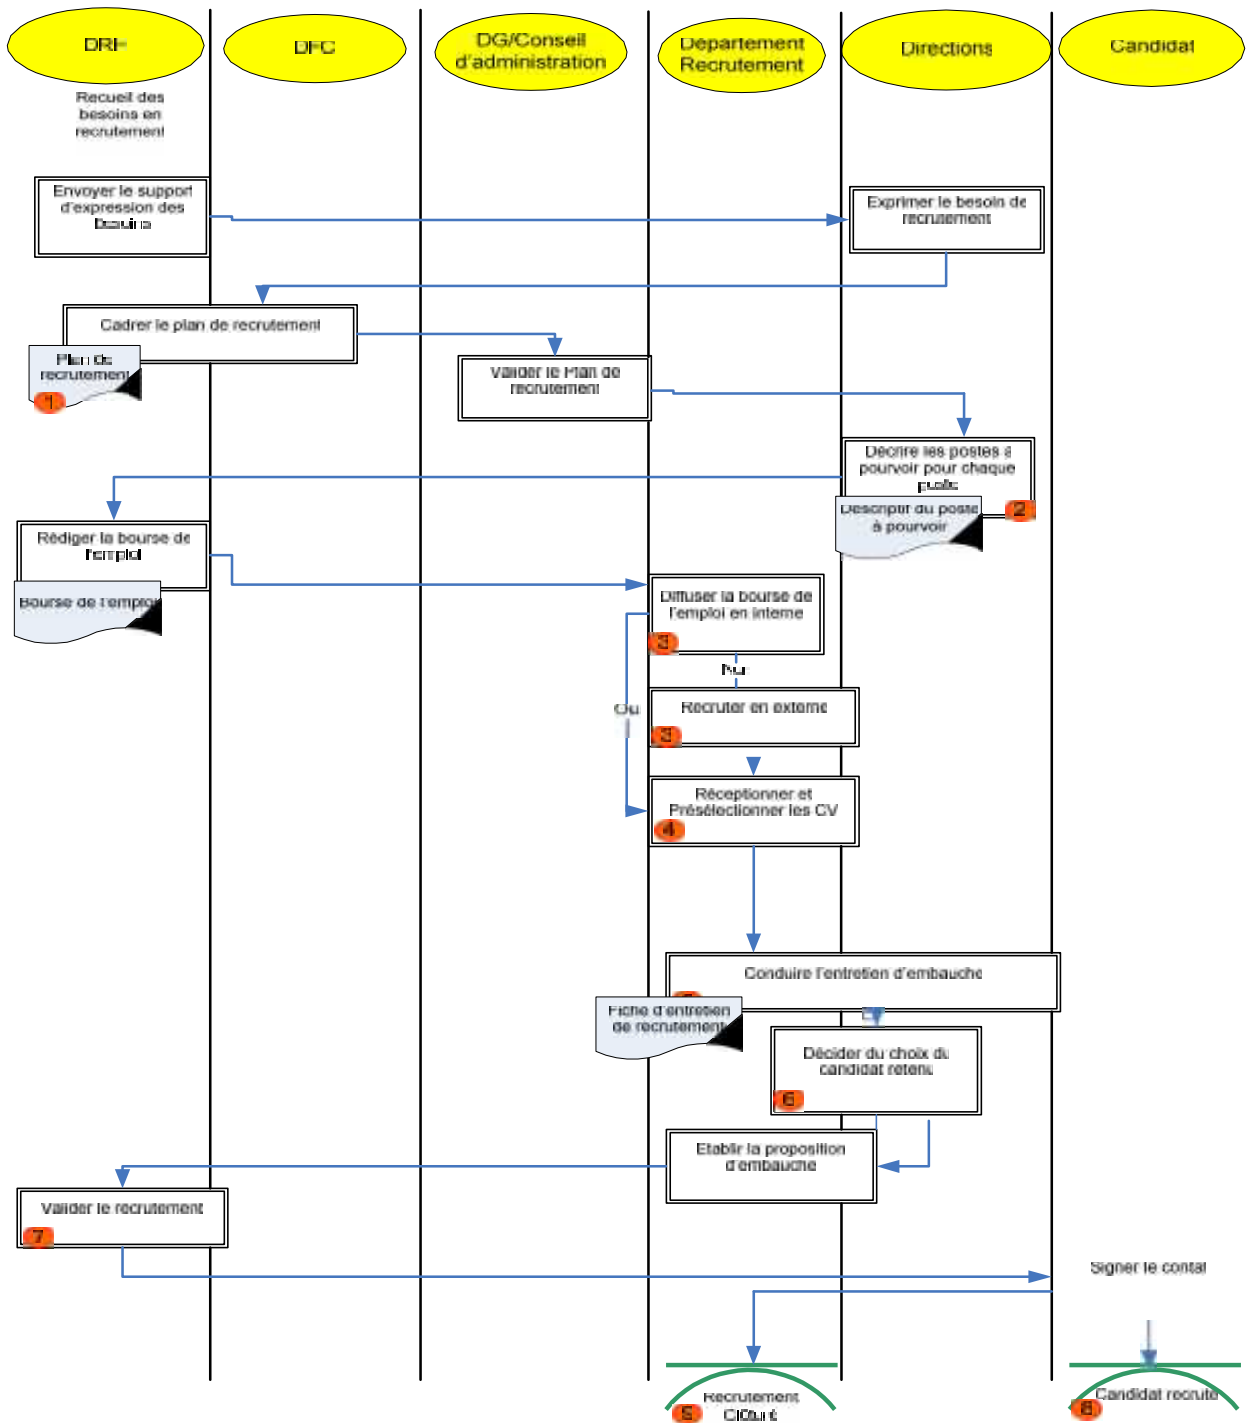 DRH
DFC
DG/Conseil
d'administration
Département
Recrutement
Directions
Candidat
Recueil des
besoins en
recrutement
Envoyer le support
d'expression des
besoins
Exprimer le besoin de
recrutement
Cadrer le plan de recrutement
Plan de
recrutement
1
Valider le Plan de
recrutement
Décrire les postes à
pourvoir pour chaque
poste
2
Descriptif du poste
à pourvoir
Rédiger la bourse de
l'emploi
Bourse de l'emploi
Diffuser la bourse de
l'emploi en interne
3
Ou
Recruter en externe
3
Réceptionner et
Présélectionner les CV
4
Conduire l'entretien d'embauche
Fiche d'entretien
de recrutement
Décider du choix du
candidat retenu
6
Etablir la proposition
d'embauche
Valider le recrutement
7
Signer le contat
Recrutement
Clôturé
Candidat recruté
8